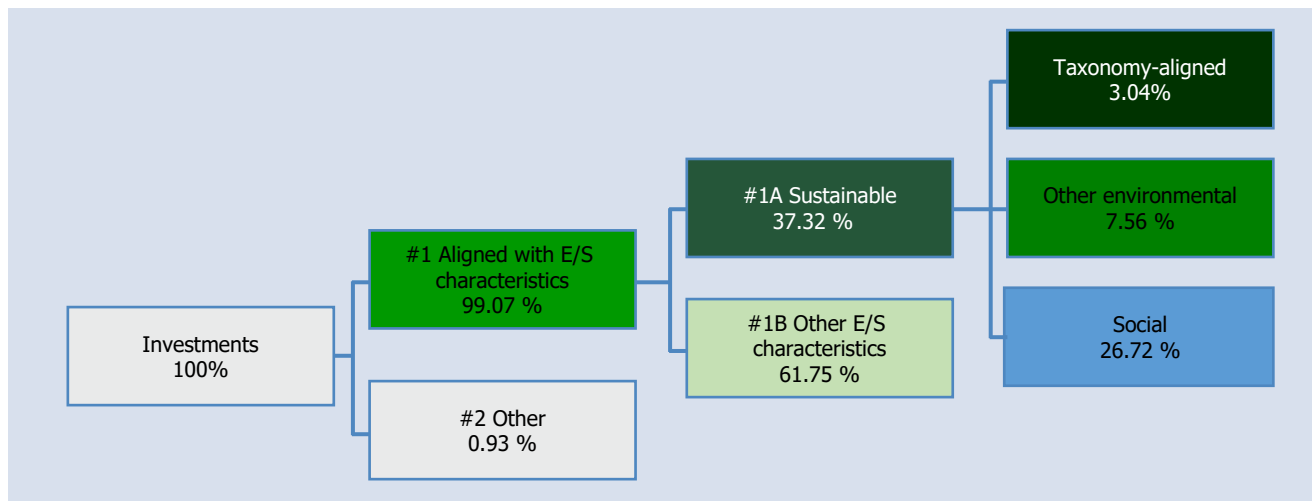 Investments
100%
#1 Aligned with E/S
characteristics
99.07 %
#2 Other
0.93 %
#1A Sustainable
37.32 %
#1B Other E/S
characteristics
61.75 %
Taxonomy-aligned
3.04%
Other environmental
7.56 %
Social
26.72 %